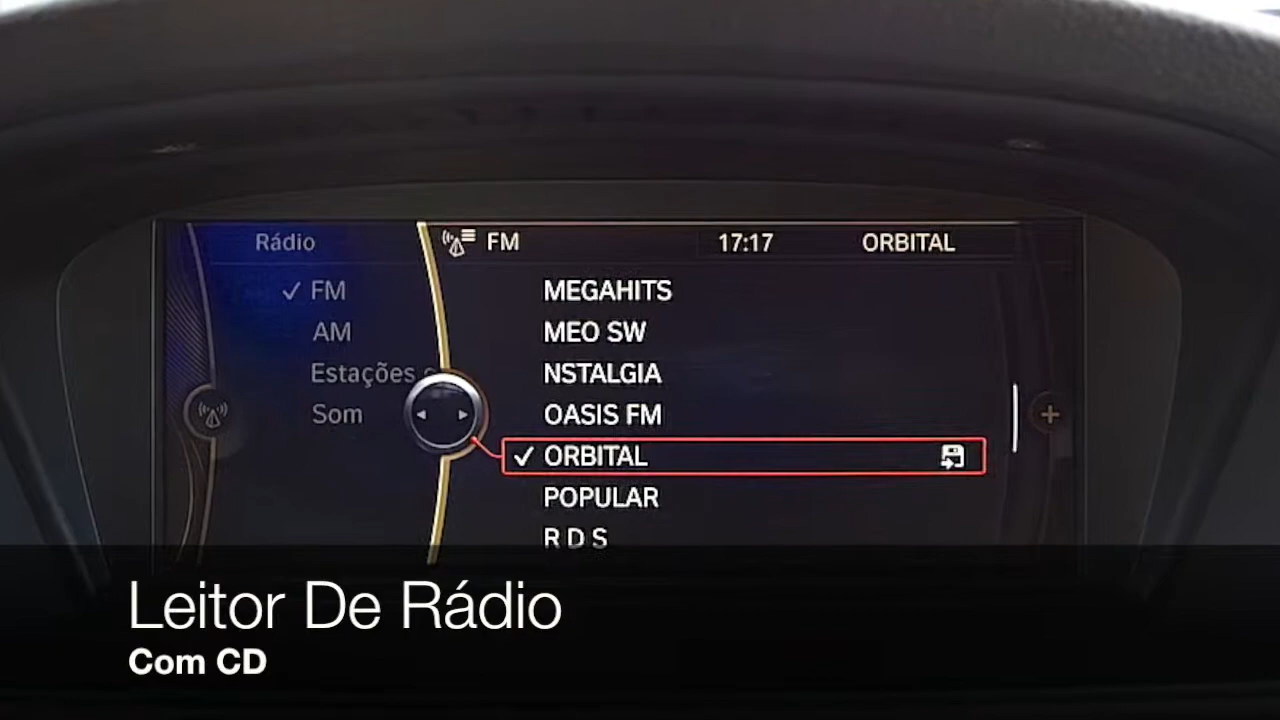 Rádio
FM
17:17
ORBITAL
FM
AM
Estações
Som
MEGAHITS
MEO SW
NSTALGIA
OASIS FM
ORBITAL
POPULAR
R D S
Leitor De Rádio
Com CD